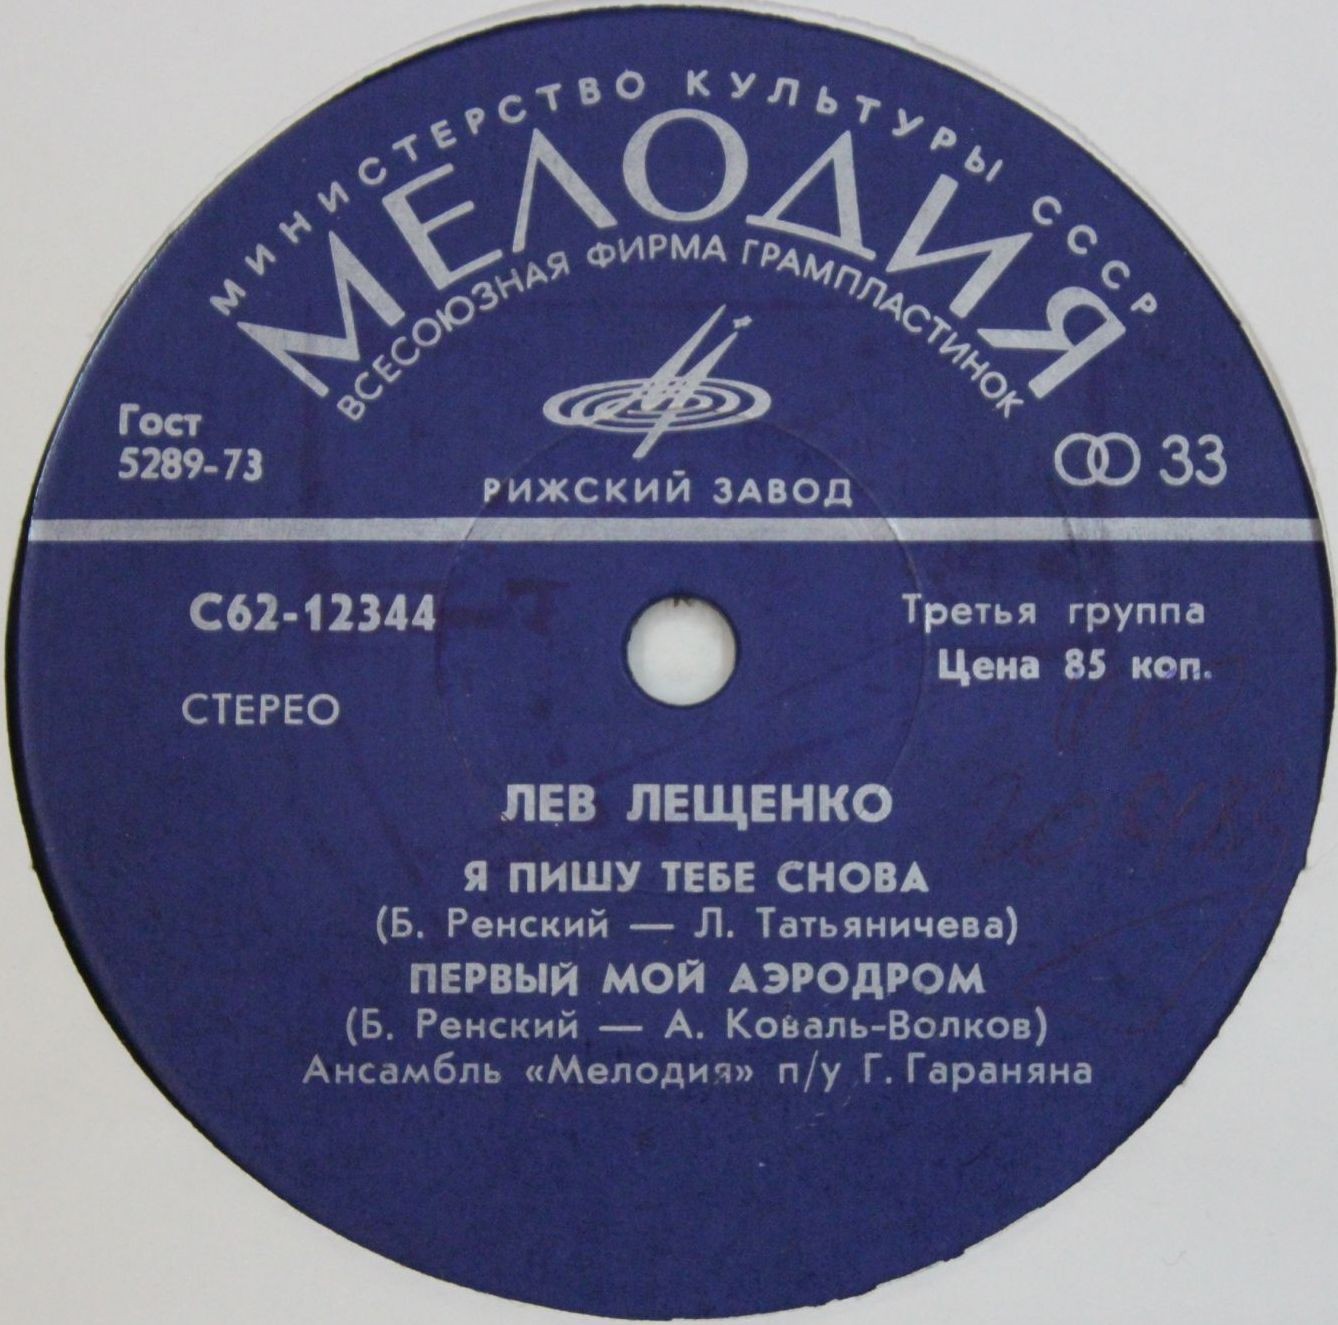 МИНИСТЕРСТВО КУЛЬТУРЫ СССР
МЕЛОДИЯ
ВСЕСОЮЗНАЯ ФИРМА ГРАМПЛАСТИНОК
Гост
5289-73
33
РИЖСКИЙ ЗАВОД
С62-12344
Третья группа
Цена 85 коп.
СТЕРЕО
ЛЕВ ЛЕЩЕНКО
Я ПИШУ ТЕБЕ СНОВА
(Б. Ренский — Л. Татьяничева)
ПЕРВЫЙ МОЙ АЭРОДРОМ
(Б. Ренский — А. Коваль-Волков)
Ансамбль «Мелодия» п/у Г. Гараняна